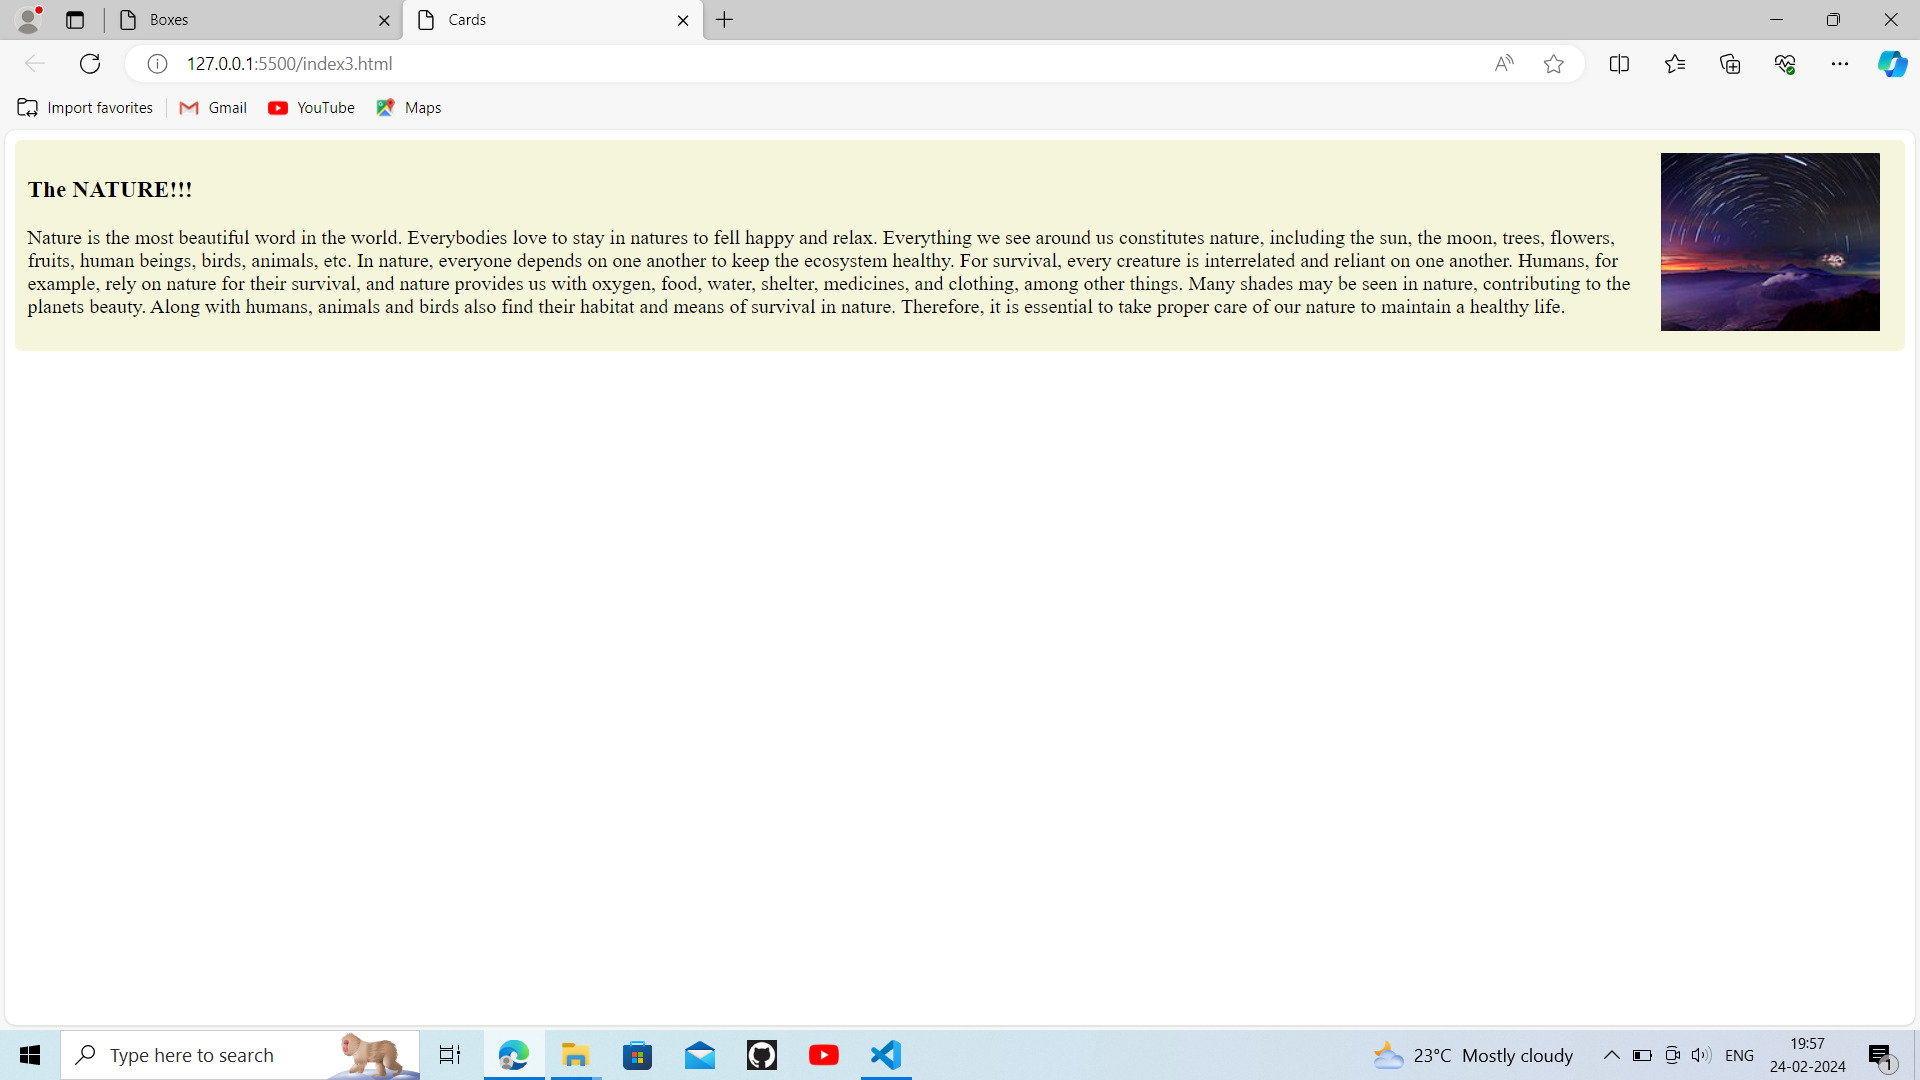 Boxes
Cards
127.0.0.1:5500/index3.html
Import favorites
Gmail
YouTube
Maps
The NATURE!!!
Nature is the most beautiful word in the world. Everybodies love to stay in natures to fell happy and relax. Everything we see around us constitutes nature, including the sun, the moon, trees, flowers,
fruits, human beings, birds, animals, etc. In nature, everyone depends on one another to keep the ecosystem healthy. For survival, every creature is interrelated and reliant on one another. Humans, for
example, rely on nature for their survival, and nature provides us with oxygen, food, water, shelter, medicines, and clothing, among other things. Many shades may be seen in nature, contributing to the
planets beauty. Along with humans, animals and birds also find their habitat and means of survival in nature. Therefore, it is essential to take proper care of our nature to maintain a healthy life.
Type here to search
23°C Mostly cloudy
ENG
19:57
24-02-2024
1